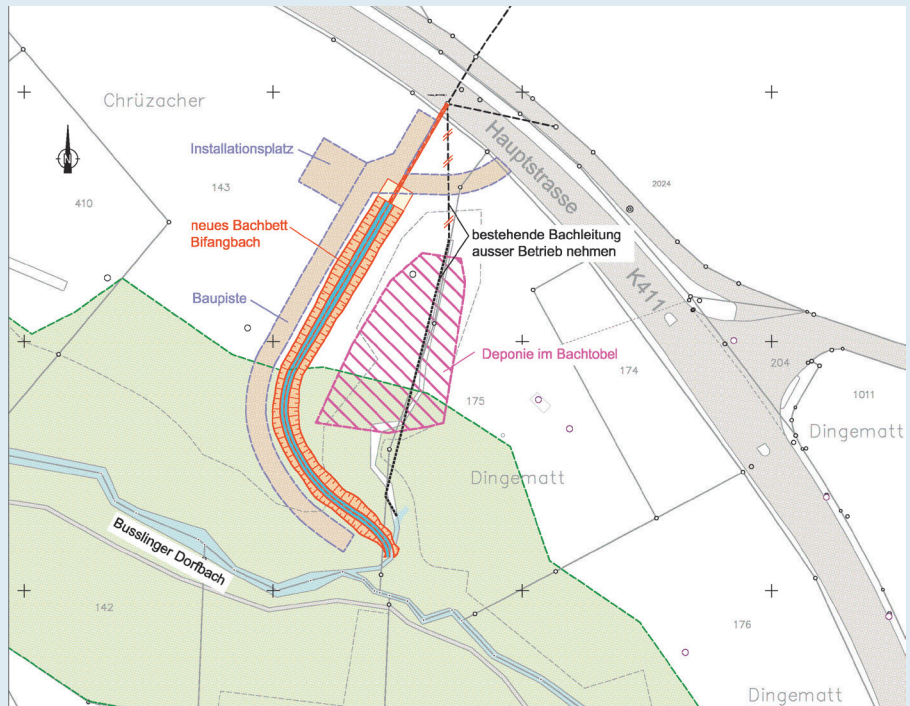 Chrüzacher
Hauptstrasse
Installationsplatz
N
143
410
2024
neues Bachbett
Bifangbach
bestehende Bachleitung
ausser Betrieb nehmen
K411
Baupiste
Deponie im Bachtobel
174
204
175
1011
Dingematt
Dingematt
Busslinger Dorfbach
142
176
Dingematt